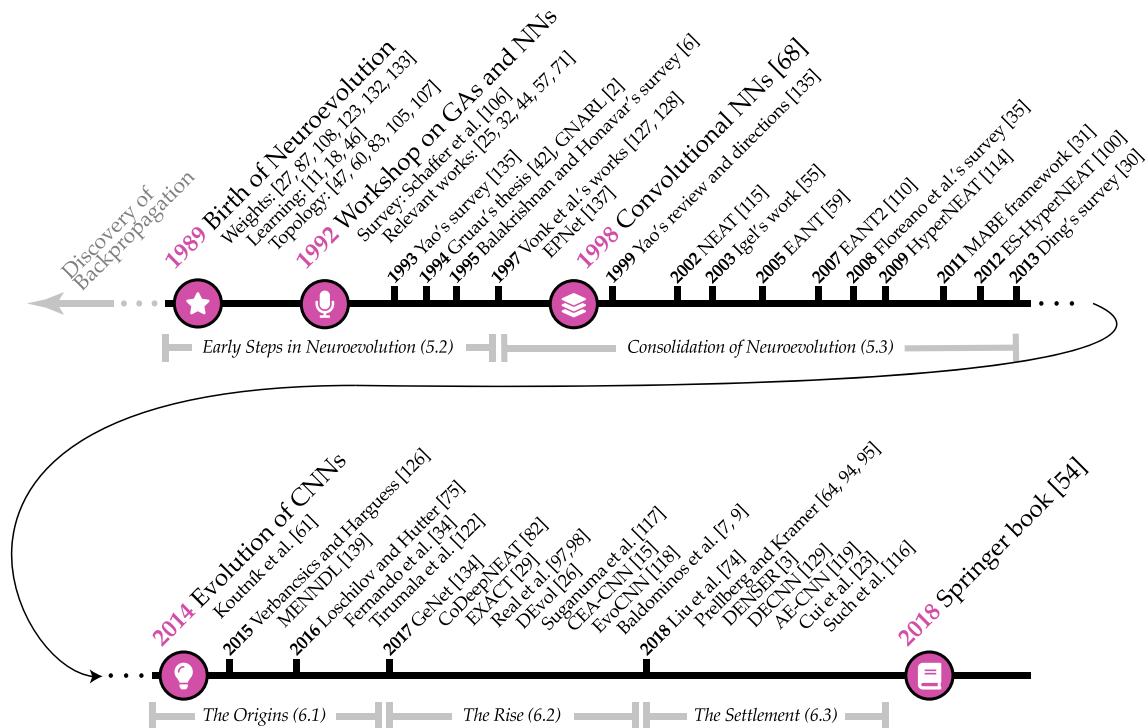 Discovery of
Backpropagation
1989 Birth of Neuroevolution
Weights: [27, 87, 108, 123, 132, 133]
Learning: [11, 18, 46]
Topology: [47, 60, 83, 105, 107]
1992 Workshop on GAs and NNs
Survey: Schaffer et al. [106]
Relevant works: [25, 32, 44, 57, 71]
1993 Yao's survey [135]
1994 Gruau's thesis [42], GNARL [2]
1995 Balakrishnan and Honavar's survey [6]
1997 Vonk et al.'s works [127, 128]
EPNet [137]
1998 Convolutional NNs [68]
1999 Yao's review and directions [135]
2002 NEAT [115]
2003 Igel's work [55]
2005 EANT [59]
2007 EANT2 [110]
2008 Floreano et al.'s survey [35]
2009 HyperNEAT [114]
2011 MABE framework [31]
2012 ES-HyperNEAT [100]
2013 Ding's survey [30]
Early Steps in Neuroevolution (5.2)
Consolidation of Neuroevolution (5.3)
2014 Evolution of CNNs
Koutnık et al. [61]
2015 Verbancsics and Harguess [126]
MENNDL [139]
2016 Loschilov and Hutter [75]
Fernando et al. [34]
Tirumala et al. [122]
2017 GeNet [134]
CoDeepNEAT [82]
EXACT [29]
Real et al. [97,98]
DEvol [26]
Suganuma et al. [117]
CEA-CNN [15]
EvoCNN [118]
Baldominos et al. [7, 9]
2018 Liu et al. [74]
Prellberg and Kramer [64, 94, 95]
DENSER [3]
DECNN [129]
AE-CNN [119]
Cui et al. [23]
Such et al. [116]
2018 Springer book [54]
The Origins (6.1)
The Rise (6.2)
The Settlement (6.3)